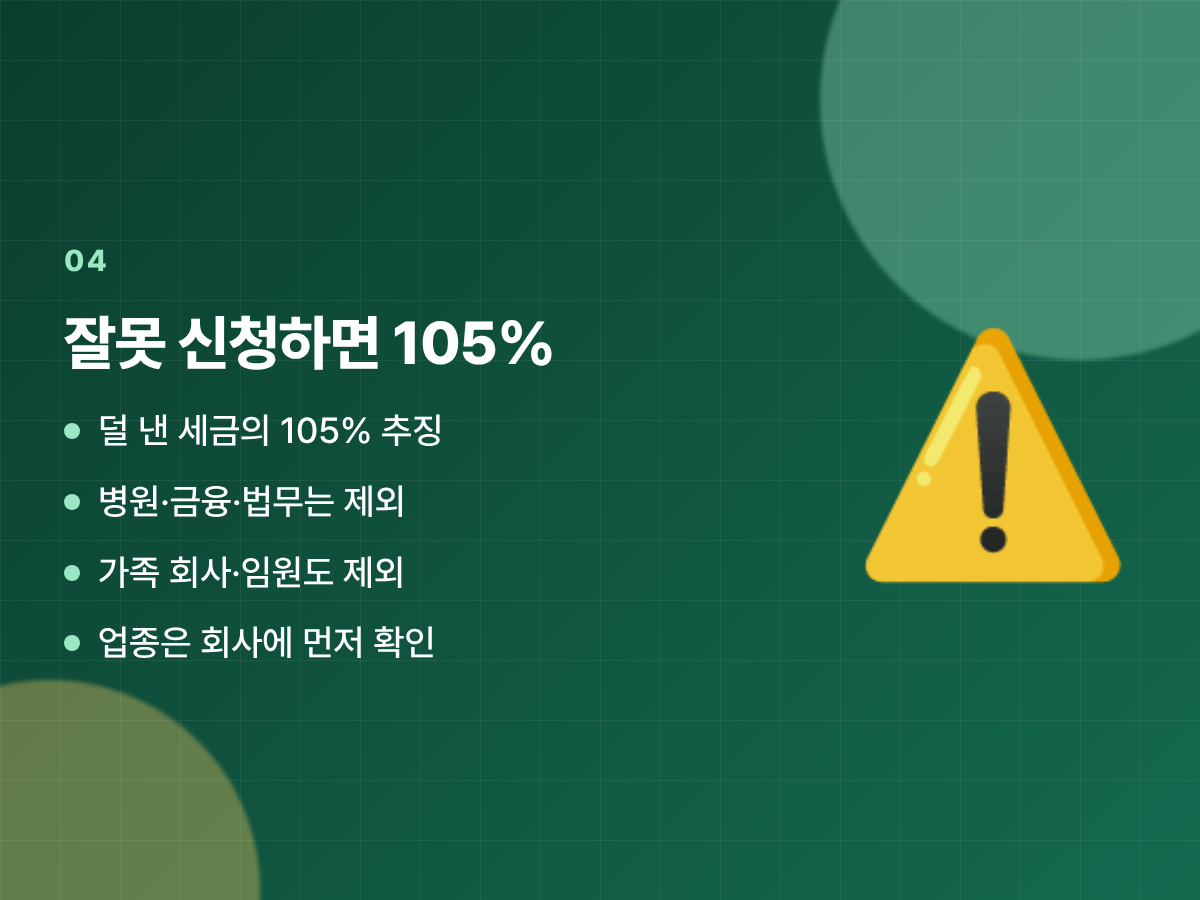 04
잘못 신청하면 105%
덜 낸 세금의 105% 추징
병원·금융·법무는 제외
가족 회사·임원도 제외
업종은 회사에 먼저 확인